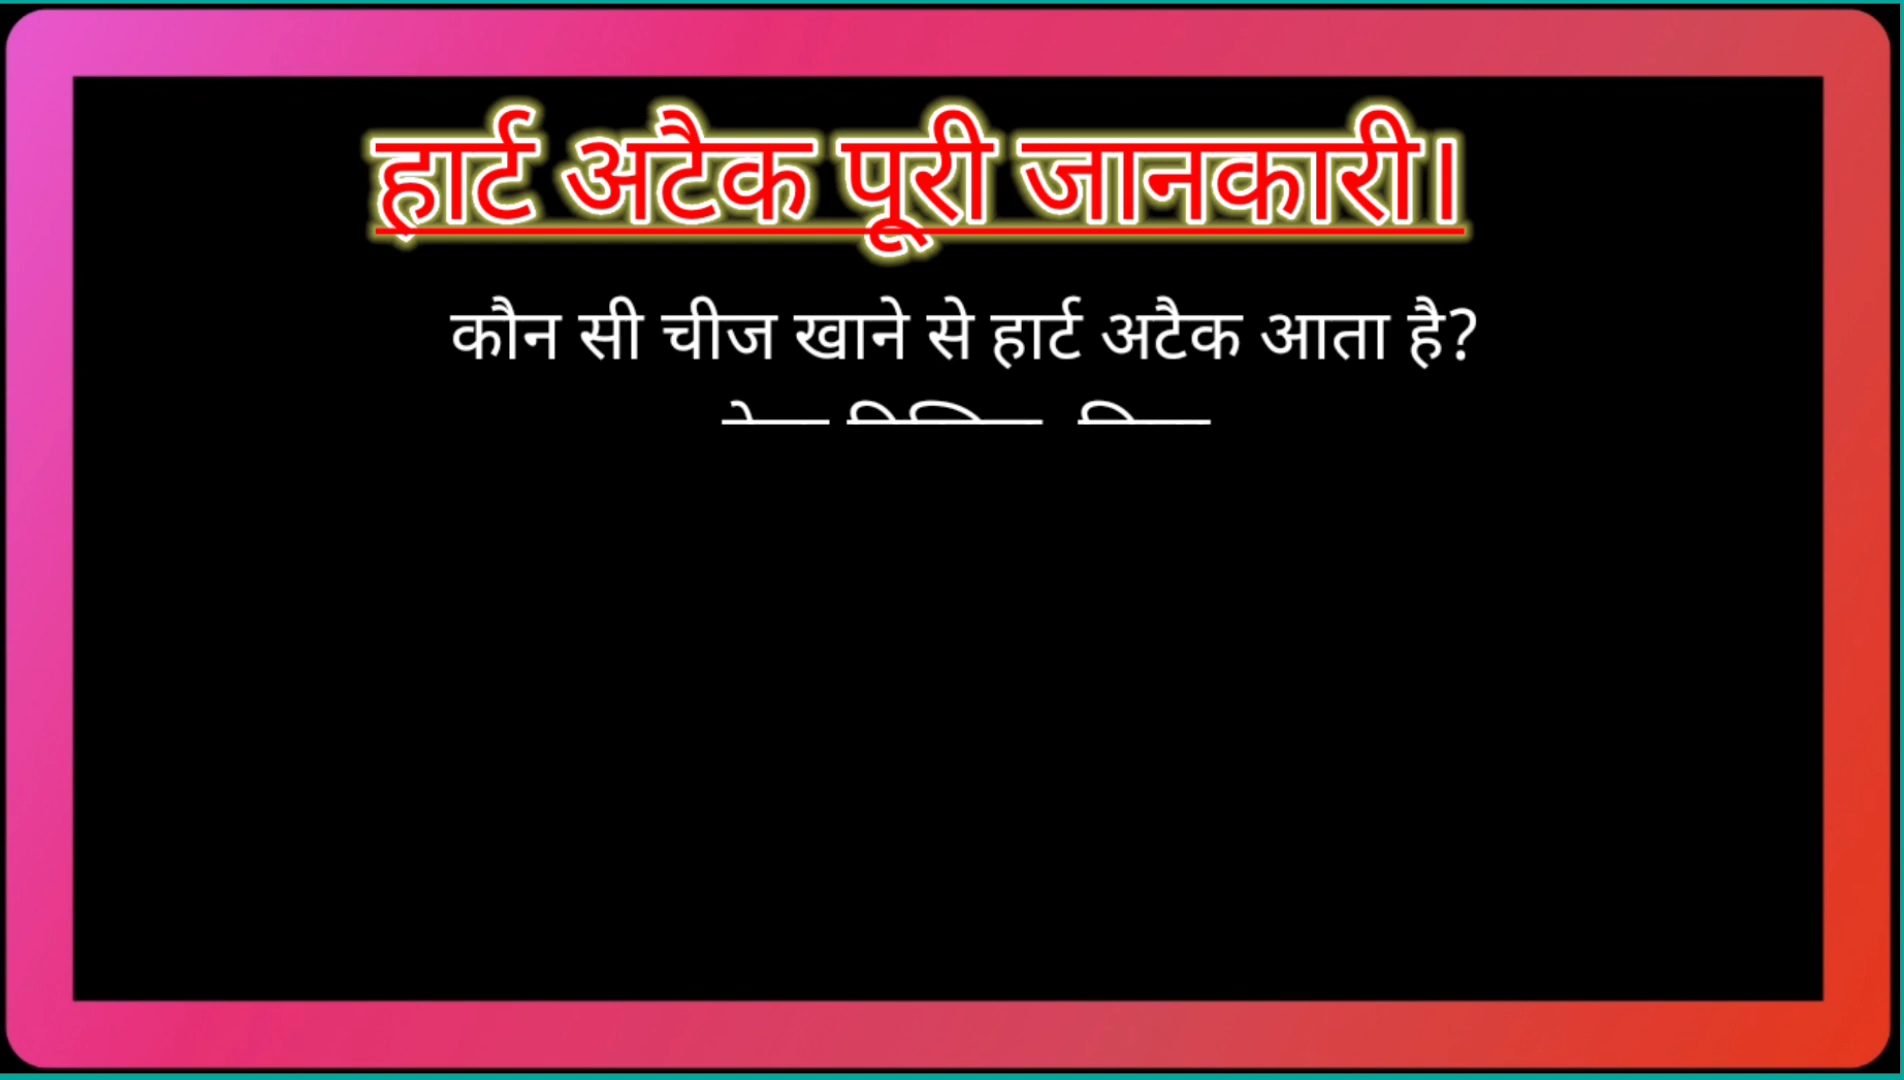 हार्ट अटैक पूरी जानकारी।
कौन सी चीज खाने से हार्ट अटैक आता है?